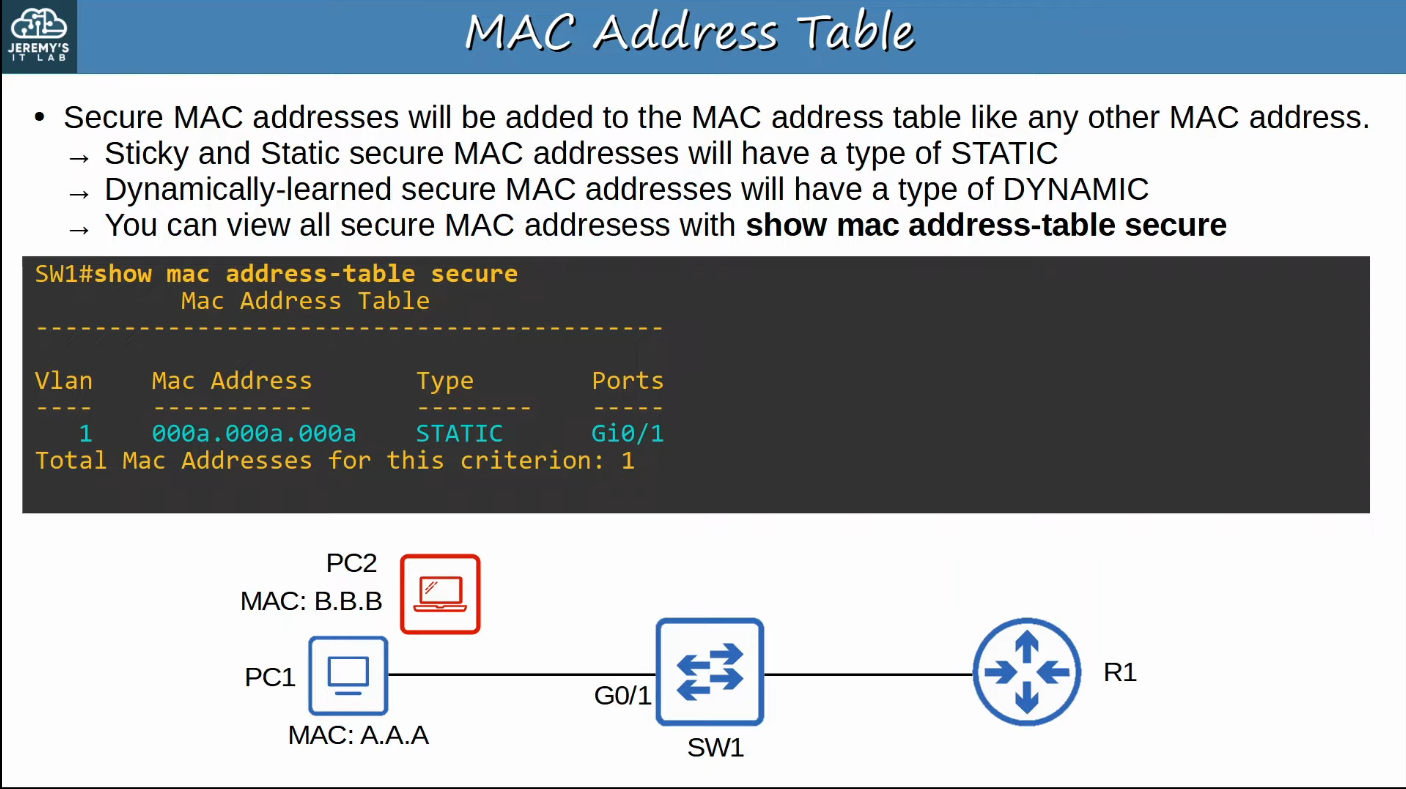 JEREMY'S
IT LAB
MAC Address Table
• Secure MAC addresses will be added to the MAC address table like any other MAC address.
→ Sticky and Static secure MAC addresses will have a type of STATIC
→ Dynamically-learned secure MAC addresses will have a type of DYNAMIC
→ You can view all secure MAC addresess with show mac address-table secure
SW1#show mac address-table secure
Mac Address Table
-------------------------------------------
Vlan    Mac Address       Type        Ports
----    -----------       --------    -----
1    000a.000a.000a    STATIC      Gi0/1
Total Mac Addresses for this criterion: 1
PC2
MAC: B.B.B
PC1
MAC: A.A.A
G0/1
SW1
R1